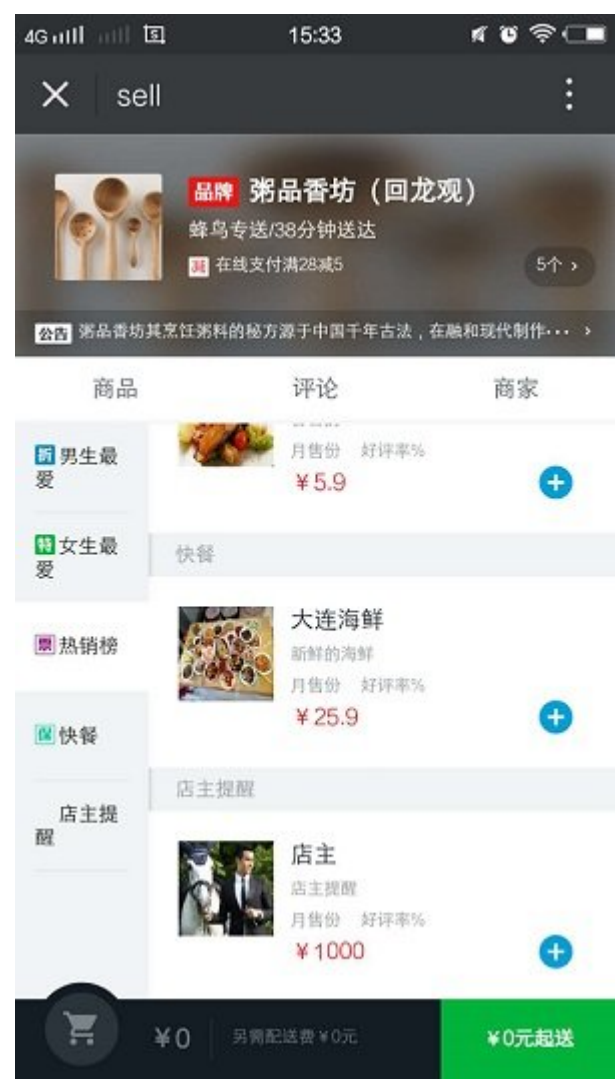 4G 15:33
sell
品牌 粥品香坊（回龙观）
蜂鸟专送/38分钟送达
减 在线支付满28减5
5个 >
公告 粥品香坊其烹饪粥料的秘方源于中国千年古法，在融和现代制作··· >
商品 评论 商家
折 男生最爱
特 女生最爱
票 热销榜
保 快餐
店主提醒
月售份 好评率%
¥5.9
快餐
大连海鲜
新鲜的海鲜
月售份 好评率%
¥25.9
店主提醒
店主
店主提醒
月售份 好评率%
¥1000
¥0
另需配送费¥0元
¥0元起送